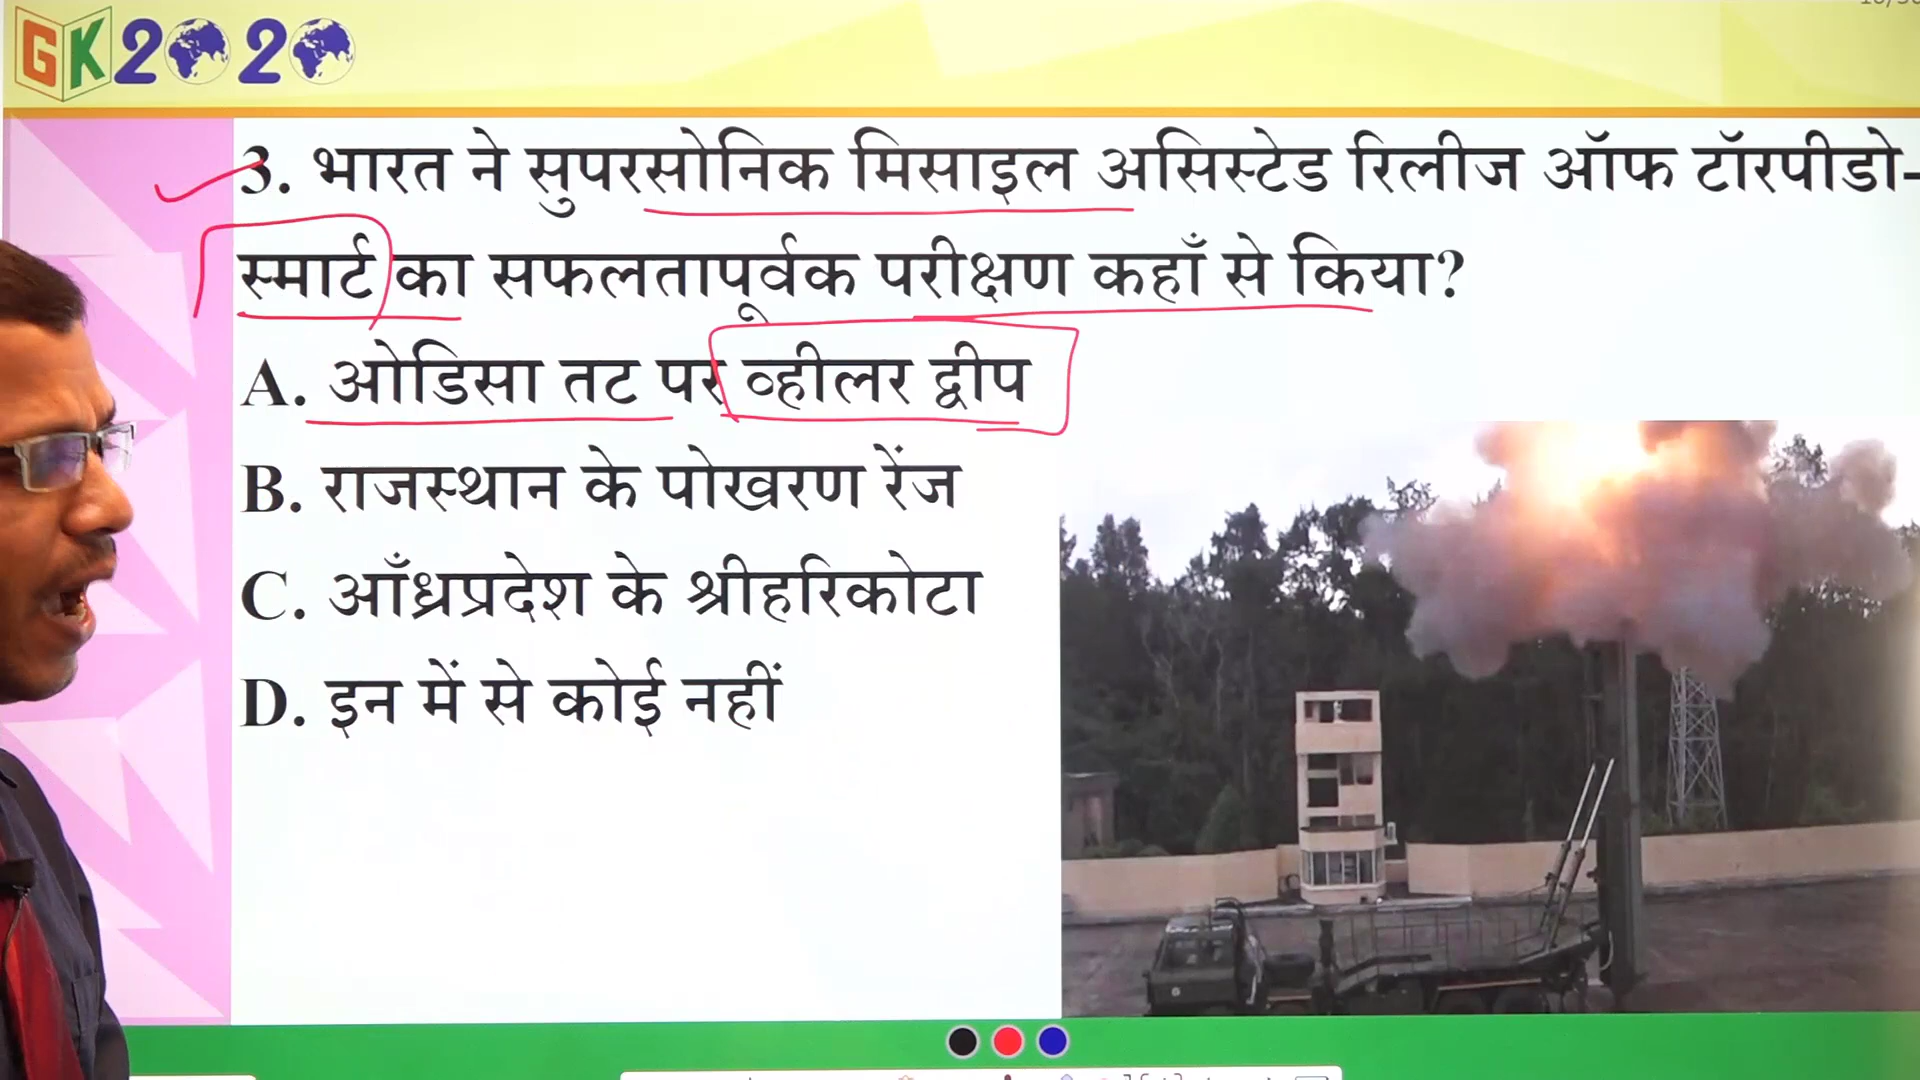 GK2020
3. भारत ने सुपरसोनिक मिसाइल असिस्टेड रिलीज ऑफ टॉरपीडो-
स्मार्ट का सफलतापूर्वक परीक्षण कहाँ से किया?
A. ओडिसा तट पर व्हीलर द्वीप
B. राजस्थान के पोखरण रेंज
C. आँध्रप्रदेश के श्रीहरिकोटा
D. इन में से कोई नहीं